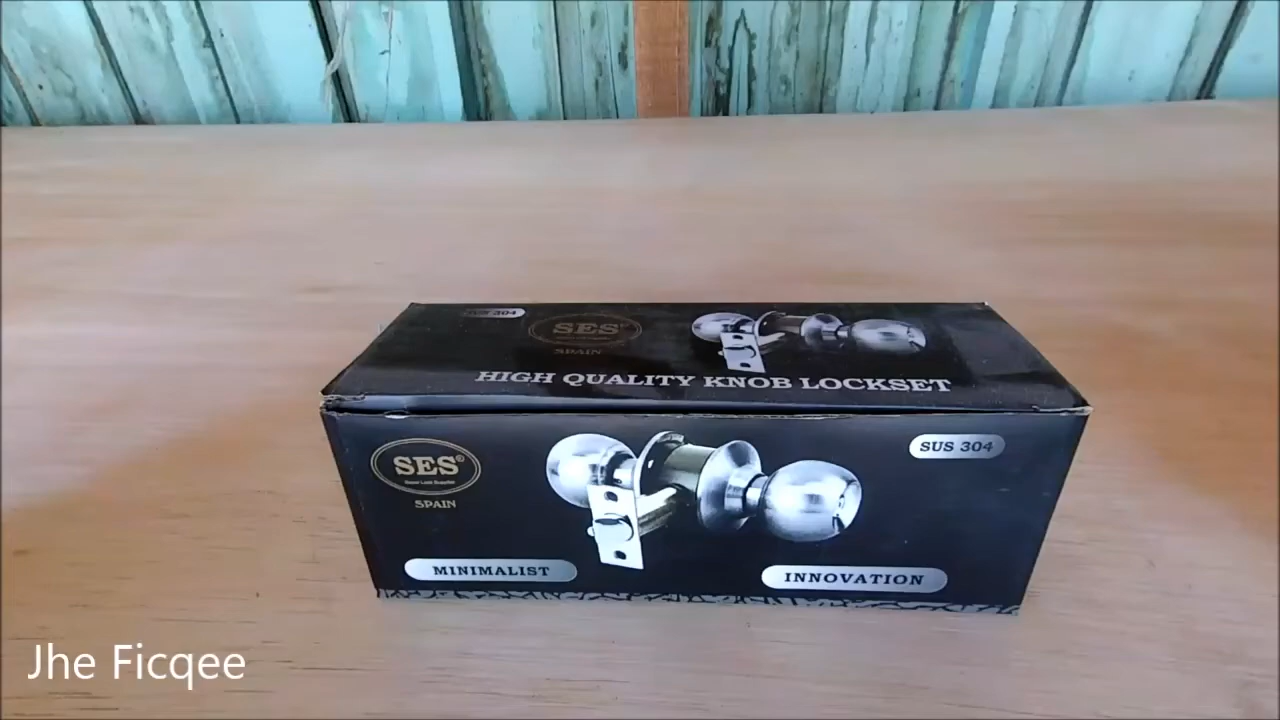 SUS 304
SES
SPAIN
HIGH QUALITY KNOB LOCKSET
SES®
SPAIN
SUS 304
MINIMALIST
INNOVATION
Jhe Ficqee